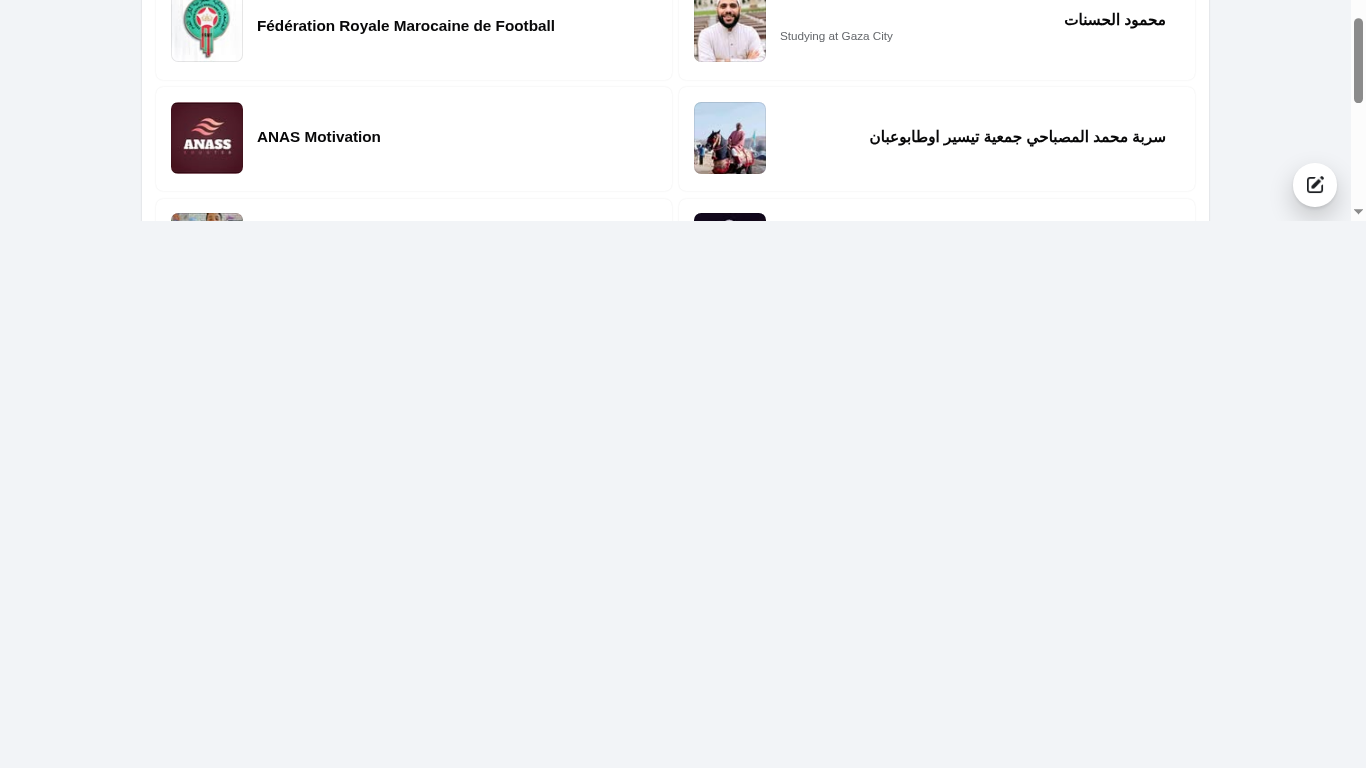 Fédération Royale Marocaine de Football
محمود الحسنات
Studying at Gaza City
ANASS
ANAS Motivation
سربة محمد المصباحي جمعية تيسير اوطابوعبان